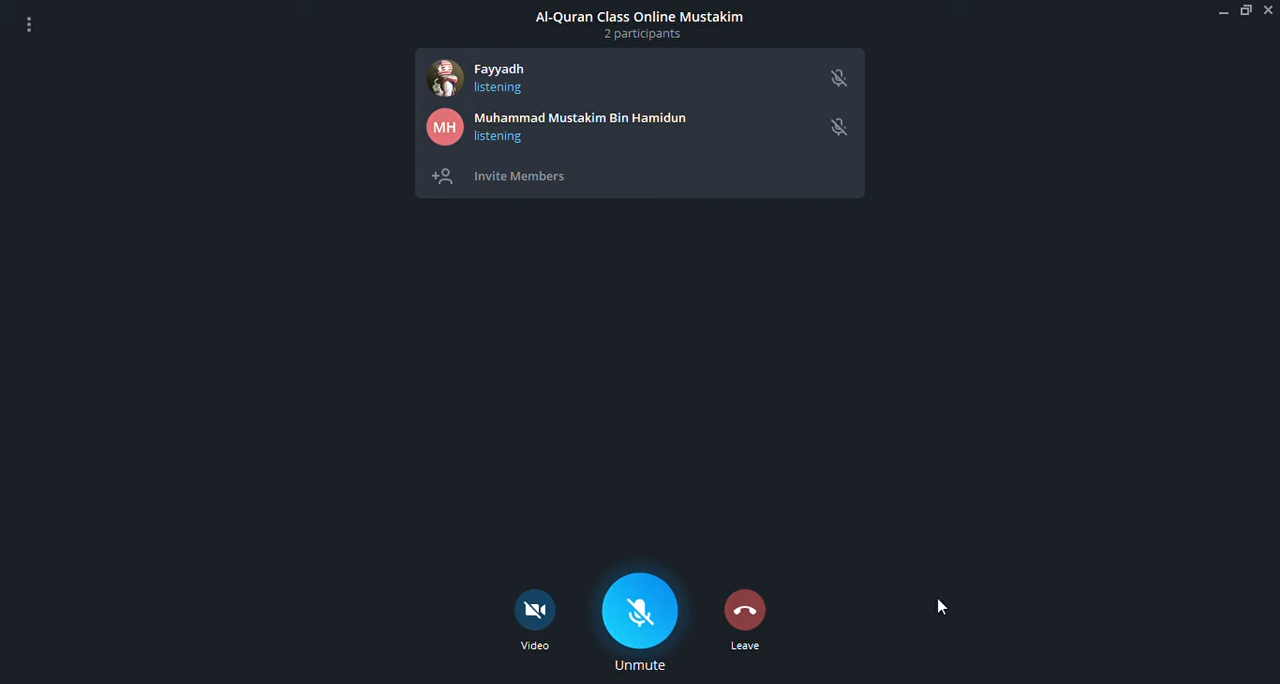 Al-Quran Class Online Mustakim
2 participants
Fayyadh
listening
MH
Muhammad Mustakim Bin Hamidun
listening
Invite Members
Video
Leave
Unmute